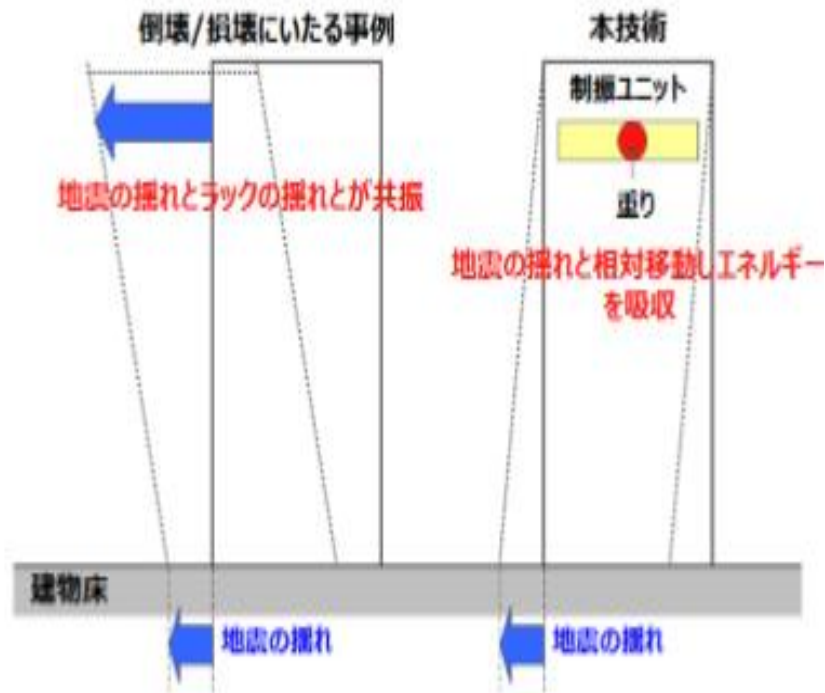 倒壊/損壊にいたる事例
本技術
制振ユニット
地震の揺れとラックの揺れとが共振
重り
地震の揺れと相対移動しエネルギー
を吸収
建物床
地震の揺れ
地震の揺れ